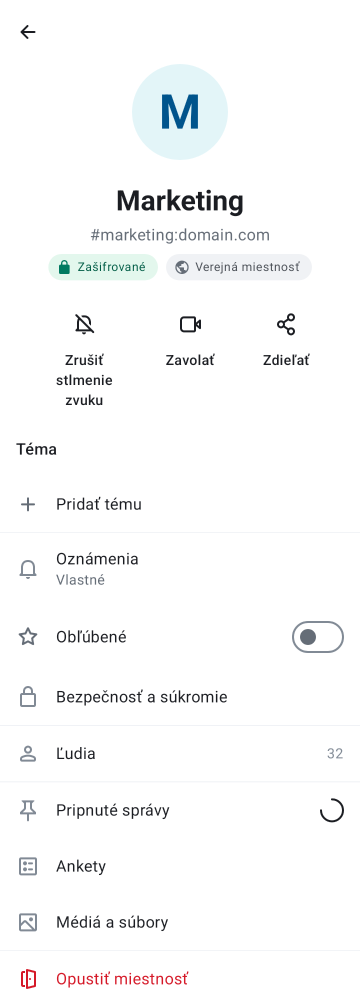 M
Marketing
#marketing:domain.com
Zašifrované
Verejná miestnosť
Zrušiť
stlmenie
zvuku
Zavolať
Zdieľať
Téma
Pridať tému
Oznámenia
Vlastné
Obľúbené
Bezpečnosť a súkromie
Ľudia
32
Pripnuté správy
Ankety
Médiá a súbory
Opustiť miestnosť